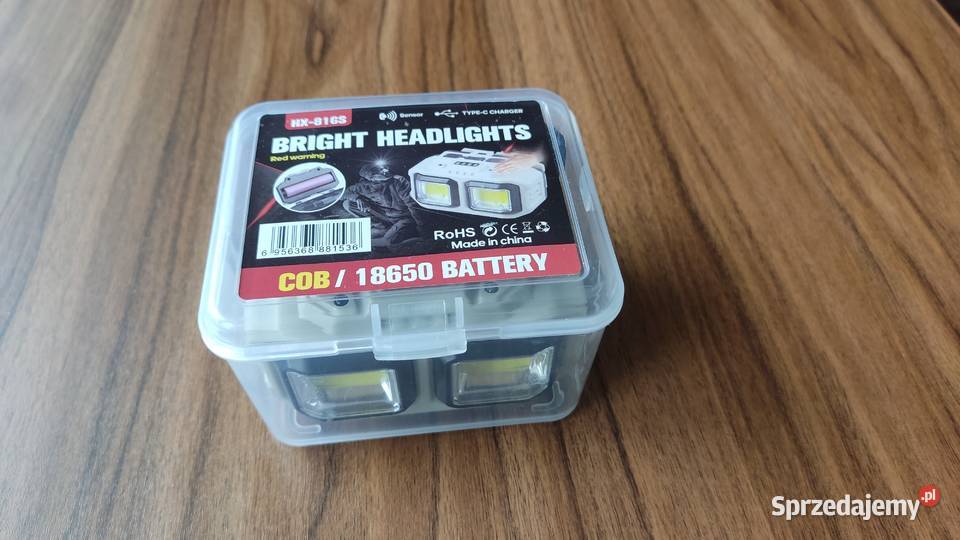 HX-816S
Sensor
TYPE-C CHARGER
BRIGHT HEADLIGHTS
Red warning
RoHS CE
Made in china
6 956368 881536
COB / 18650 BATTERY
Sprzedajemy.pl